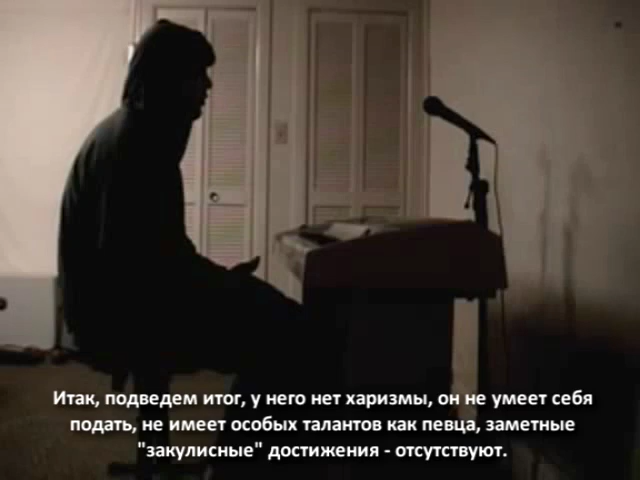 Итак, подведем итог, у него нет харизмы, он не умеет себя
подать, не имеет особых талантов как певца, заметные
"закулисные" достижения - отсутствуют.